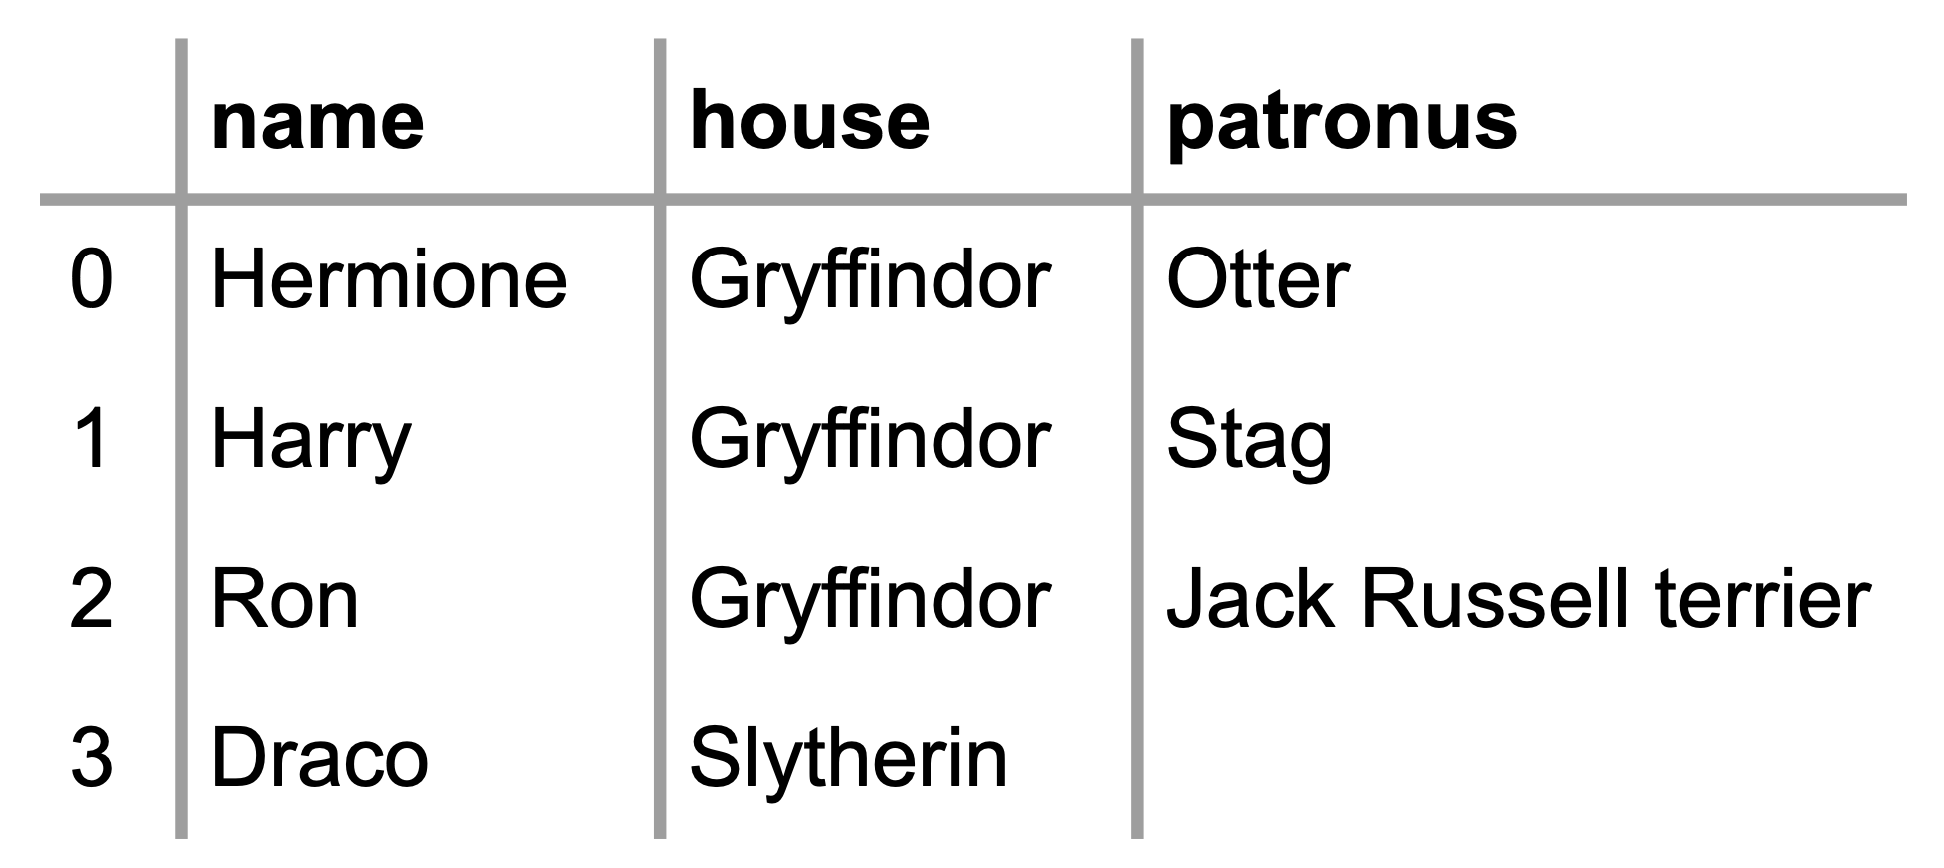 name house patronus
0 Hermione Gryffindor Otter
1 Harry Gryffindor Stag
2 Ron Gryffindor Jack Russell terrier
3 Draco Slytherin